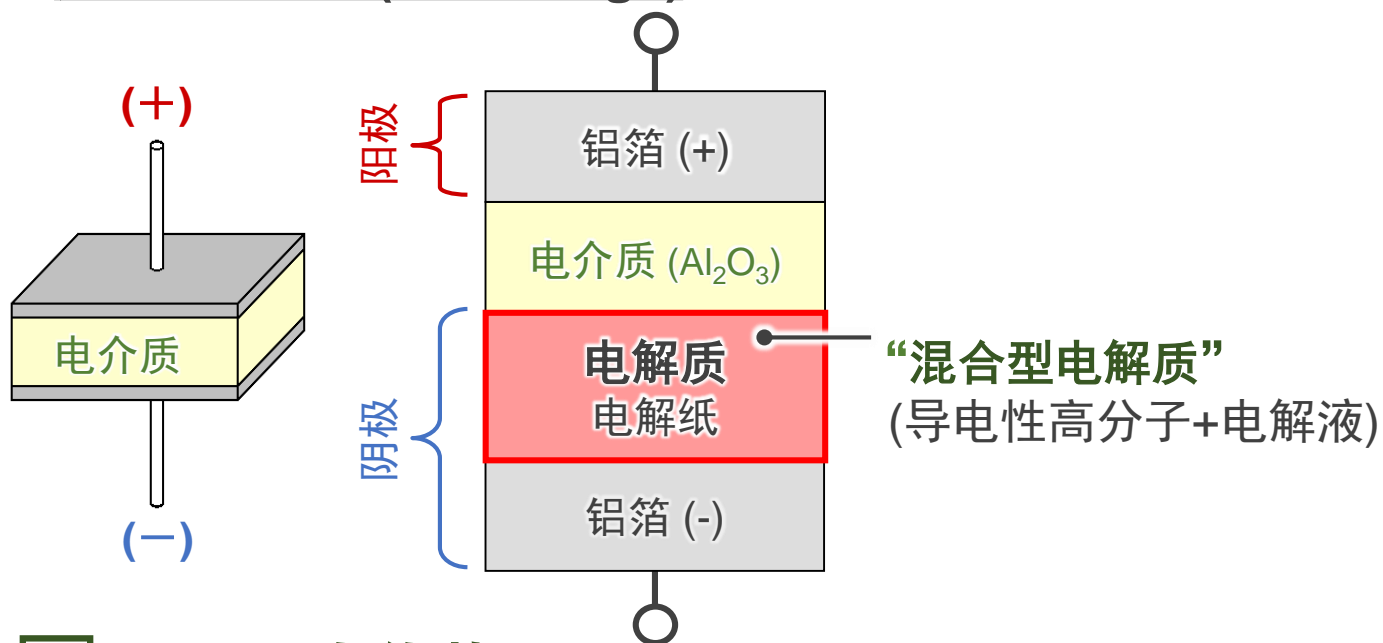 (+)
电介质
(−)
阳极
铝箔 (+)
电介质 (Al₂O₃)
阴极
电解质
电解纸
铝箔 (-)
“混合型电解质”
(导电性高分子+电解液)